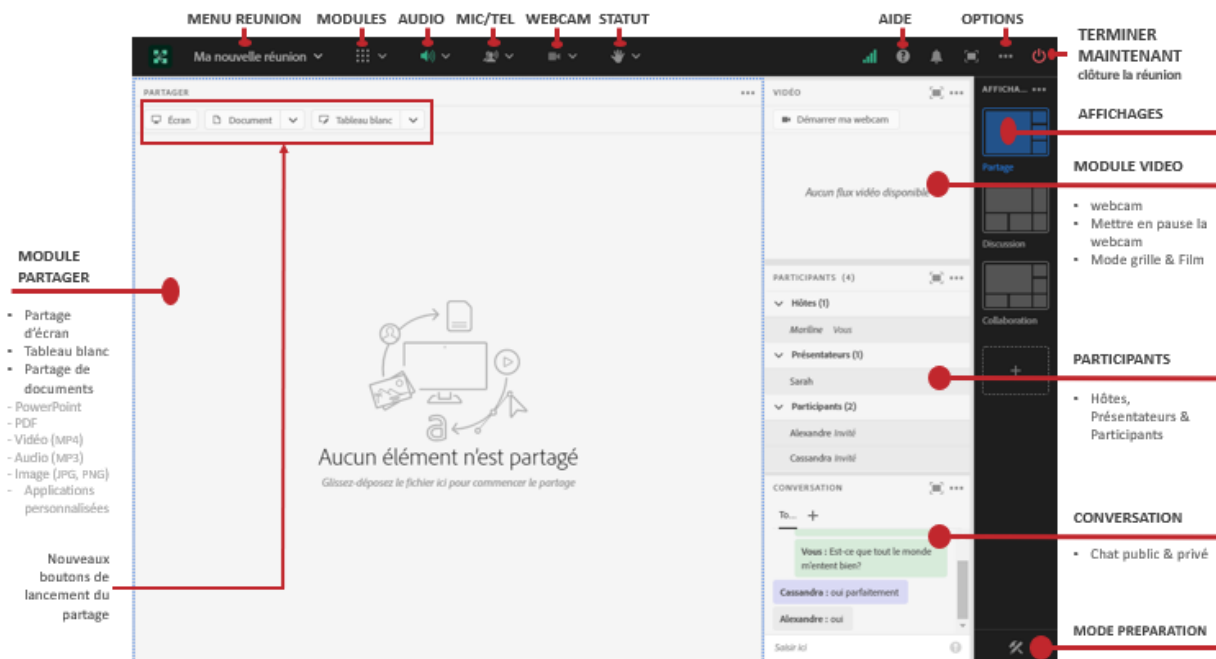 MENU REUNION MODULES AUDIO MIC/TEL WEBCAM STATUT AIDE OPTIONS
TERMINER
MAINTENANT
clôture la réunion
Ma nouvelle réunion
PARTAGER
Écran Document Tableau blanc
VIDÉO
Démarrer ma webcam
Aucun flux vidéo disponible
AFFICHA...
Partage
Discussion
Collaboration
AFFICHAGES
MODULE VIDEO
▪ webcam
▪ Mettre en pause la
webcam
▪ Mode grille & Film
MODULE
PARTAGER
▪ Partage
d'écran
▪ Tableau blanc
▪ Partage de
documents
- PowerPoint
- PDF
- Vidéo (MP4)
- Audio (MP3)
- Image (JPG, PNG)
- Applications
personnalisées
Nouveaux
boutons de
lancement du
partage
Aucun élément n'est partagé
Glissez-déposez le fichier ici pour commencer le partage
PARTICIPANTS (4)
Hôtes (1)
Marline Vous
Présentateurs (1)
Sarah
Participants (2)
Alexandre Invité
Cassandra Invité
PARTICIPANTS
▪ Hôtes,
Présentateurs &
Participants
CONVERSATION
To... +
Vous : Est-ce que tout le monde
m'entent bien?
Cassandra : oui parfaitement
Alexandre : oui
Saisir ici
CONVERSATION
▪ Chat public & privé
MODE PREPARATION